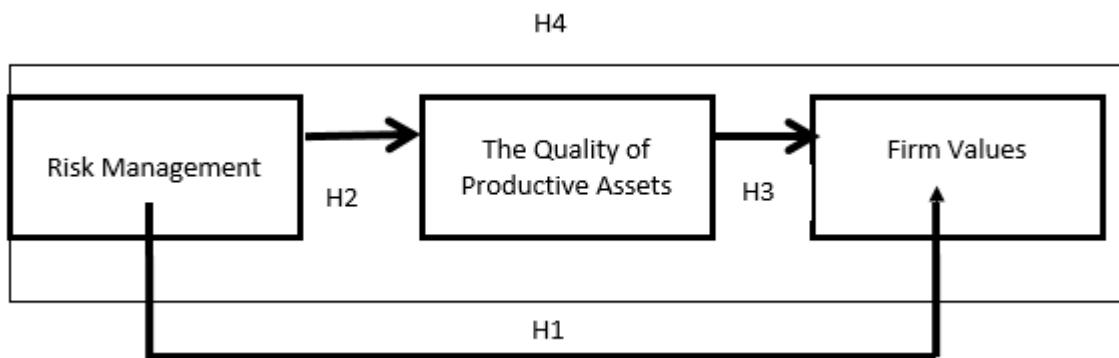 H4
Risk Management
H2
The Quality of
Productive Assets
H3
Firm Values
H1